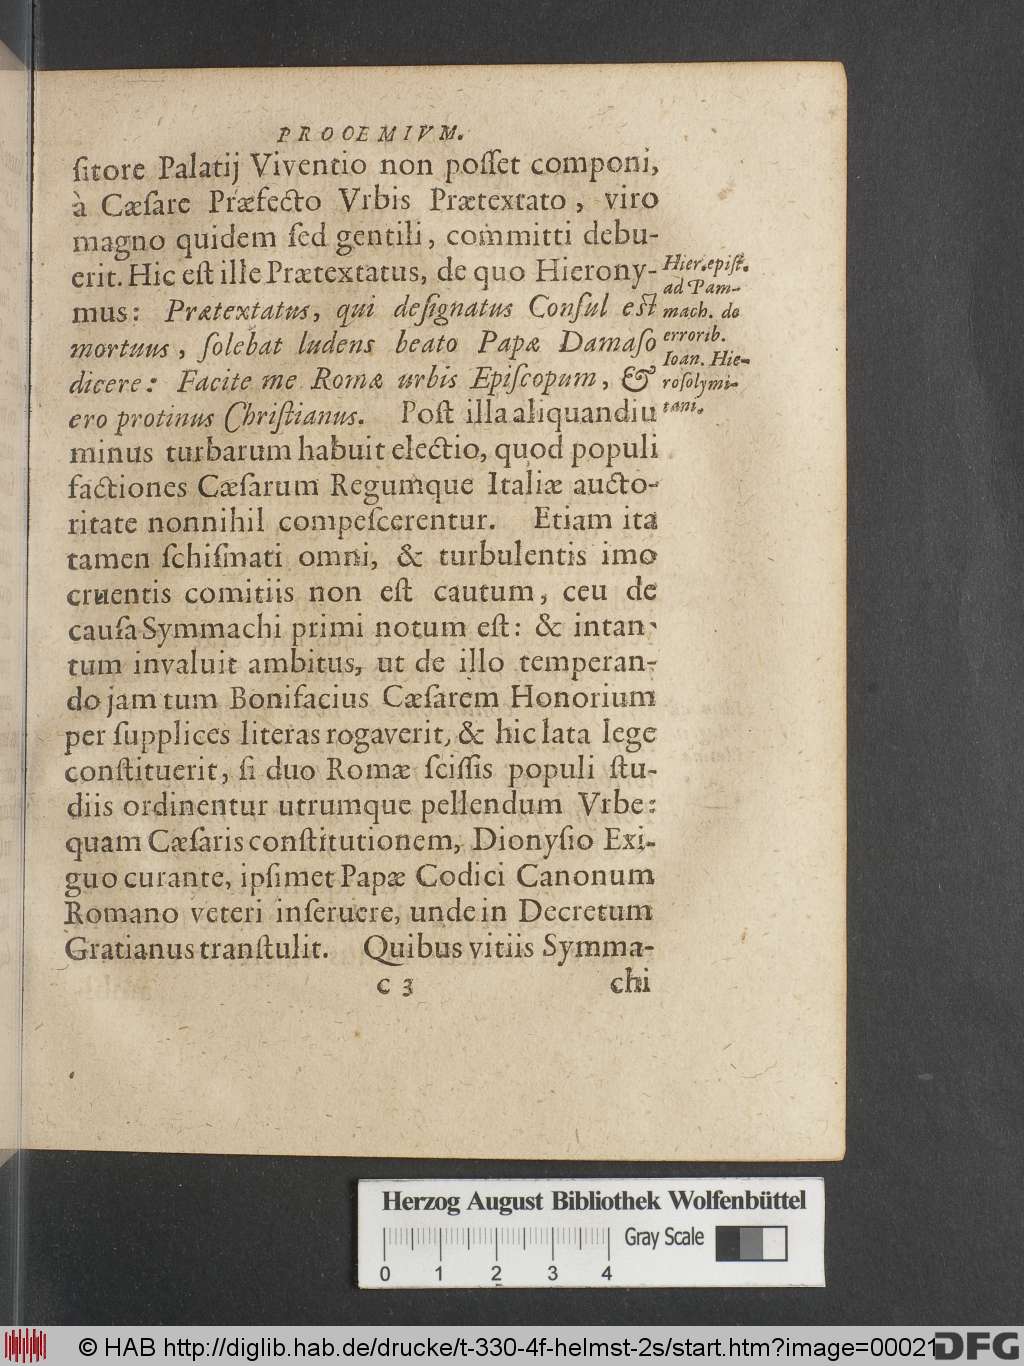 PROOEMIVM.
ſitore Palatij Viventio non poſſet componi,
à Cæſare Præfecto Vrbis Prætextato, viro
magno quidem ſed gentili, committi debu-
erit. Hic eſt ille Prætextatus, de quo Hierony-
mus: Prætextatus, qui deſignatus Conſul eſt
mortuus, ſolebat ludens beato Papæ Damaſo
dicere: Facite me Romæ urbis Epiſcopum, &
ero protinus Chriſtianus. Poſt illa aliquandiu
minus turbarum habuit electio, quod populi
factiones Cæſarum Regumque Italiæ aucto-
ritate nonnihil compeſcerentur. Etiam ita
tamen ſchiſmati omni, & turbulentis imo
cruentis comitiis non eſt cautum, ceu de
cauſa Symmachi primi notum eſt: & intan-
tum invaluit ambitus, ut de illo temperan-
do jam tum Bonifacius Cæſarem Honorium
per ſupplices literas rogaverit, & hic lata lege
conſtituerit, ſi duo Romæ ſciſſis populi ſtu-
diis ordinentur utrumque pellendum Vrbe:
quam Cæſaris conſtitutionem, Dionyſio Exi-
guo curante, ipſimet Papæ Codici Canonum
Romano veteri inſeruere, unde in Decretum
Gratianus tranſtulit. Quibus vitiis Symma-
c 3 chi
Hier. epiſt.
ad Pam-
mach. de
errorib.
Ioan. Hie-
roſolymi-
tani.
Herzog August Bibliothek Wolfenbüttel
Gray Scale
0 1 2 3 4
© HAB http://diglib.hab.de/drucke/t-330-4f-helmst-2s/start.htm?image=00021
DFG